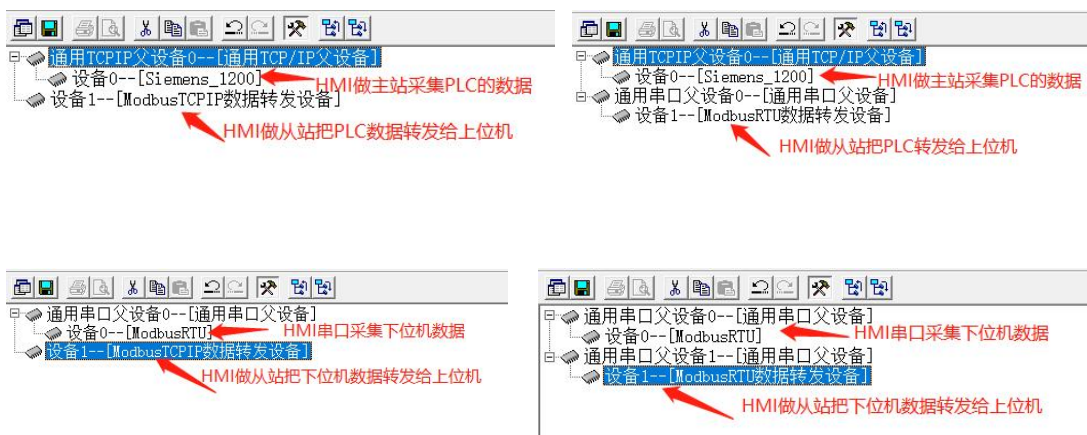 通用TCPIP父设备0--[通用TCP/IP父设备]
设备0--[Siemens_1200]
HMI做主站采集PLC的数据
设备1--[ModbusTCPIP数据转发设备]
HMI做从站把PLC数据转发给上位机
通用TCPIP父设备0--[通用TCP/IP父设备]
设备0--[Siemens_1200]
HMI做主站采集PLC的数据
通用串口父设备0--[通用串口父设备]
设备1--[ModbusRTU数据转发设备]
HMI做从站把PLC转发给上位机
通用串口父设备0--[通用串口父设备]
设备0--[ModbusRTU]
HMI串口采集下位机数据
设备1--[ModbusTCPIP数据转发设备]
HMI做从站把下位机数据转发给上位机
通用串口父设备0--[通用串口父设备]
设备0--[ModbusRTU]
HMI串口采集下位机数据
通用串口父设备1--[通用串口父设备]
设备1--[ModbusRTU数据转发设备]
HMI做从站把下位机数据转发给上位机